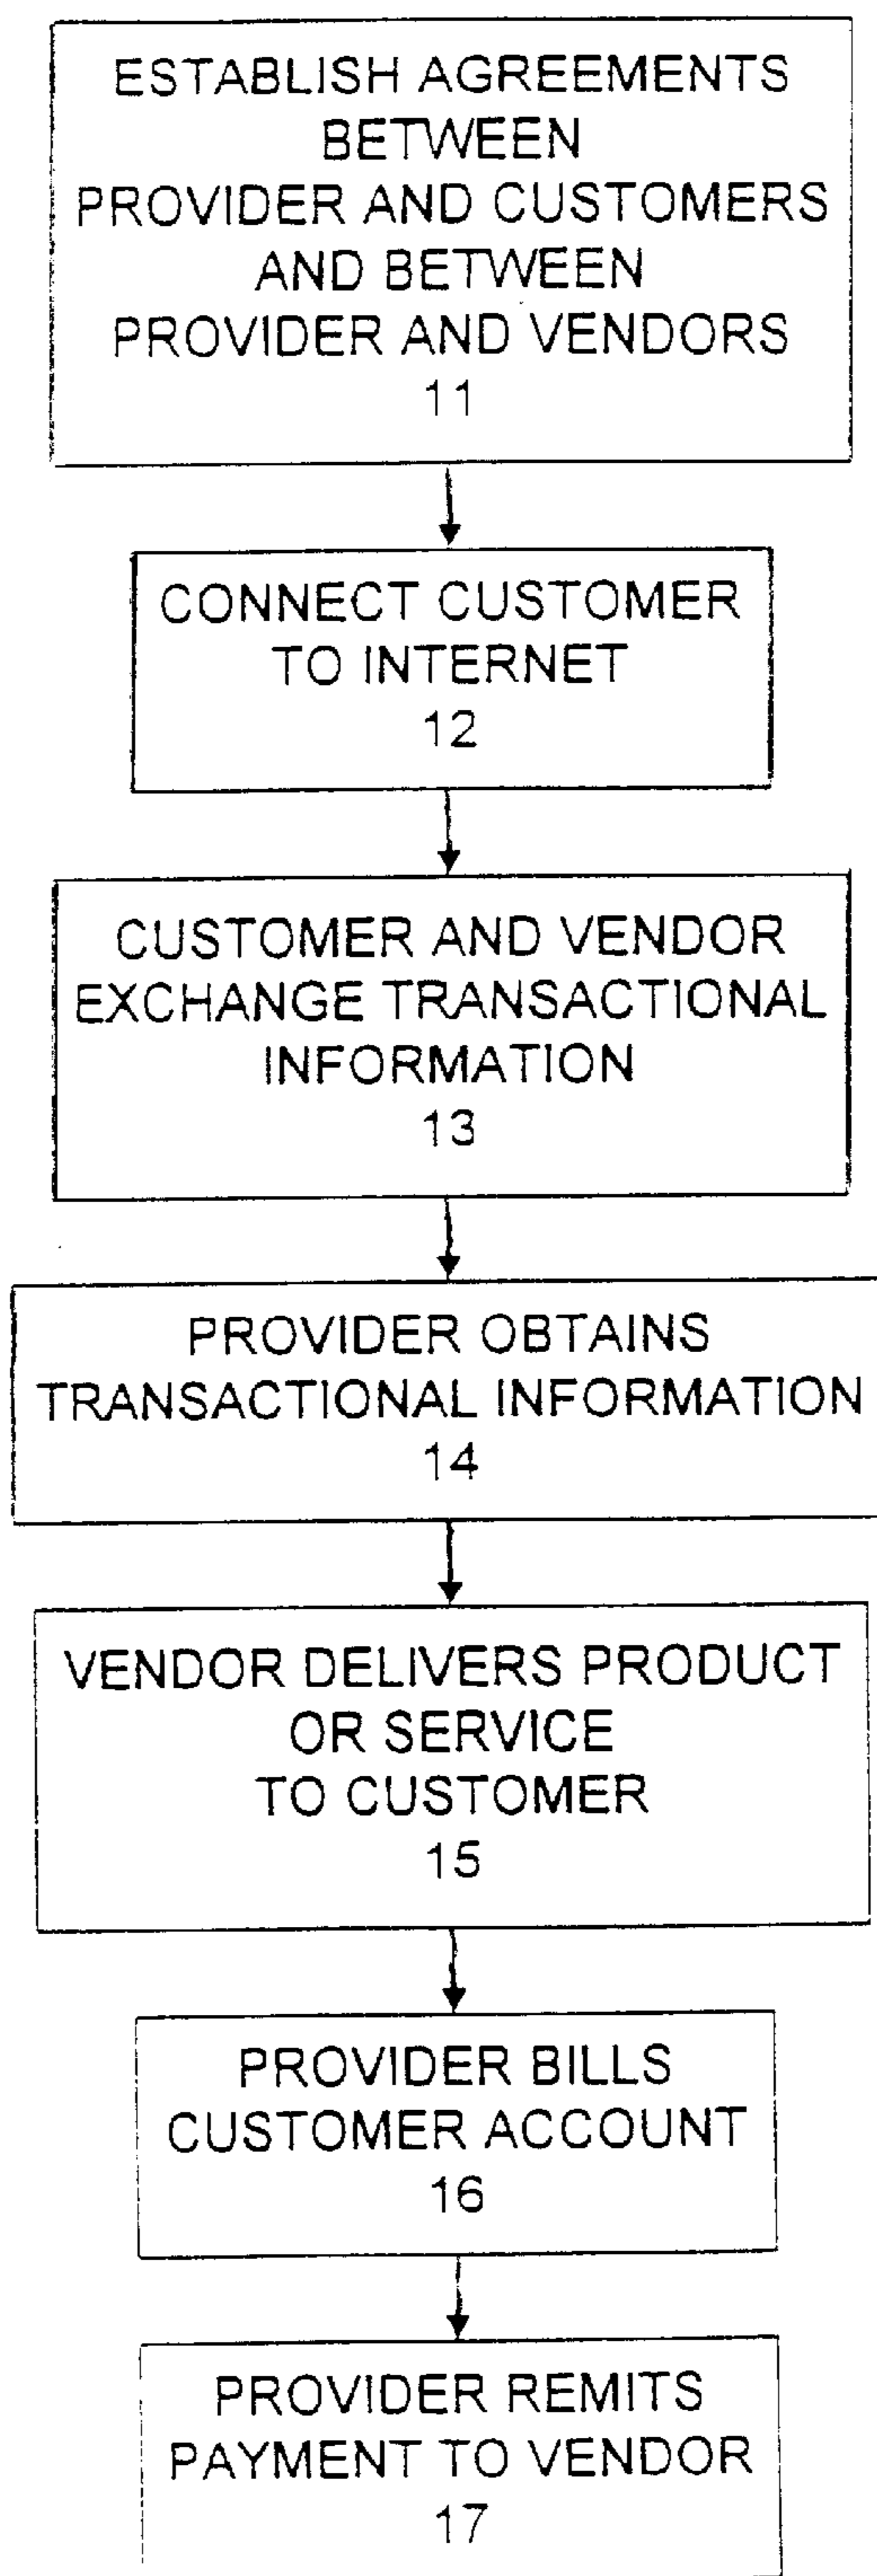 ESTABLISH AGREEMENTS
BETWEEN
PROVIDER AND CUSTOMERS
AND BETWEEN
PROVIDER AND VENDORS
11
CONNECT CUSTOMER
TO INTERNET
12
CUSTOMER AND VENDOR
EXCHANGE TRANSACTIONAL
INFORMATION
13
PROVIDER OBTAINS
TRANSACTIONAL INFORMATION
14
VENDOR DELIVERS PRODUCT
OR SERVICE
TO CUSTOMER
15
PROVIDER BILLS
CUSTOMER ACCOUNT
16
PROVIDER REMITS
PAYMENT TO VENDOR
17